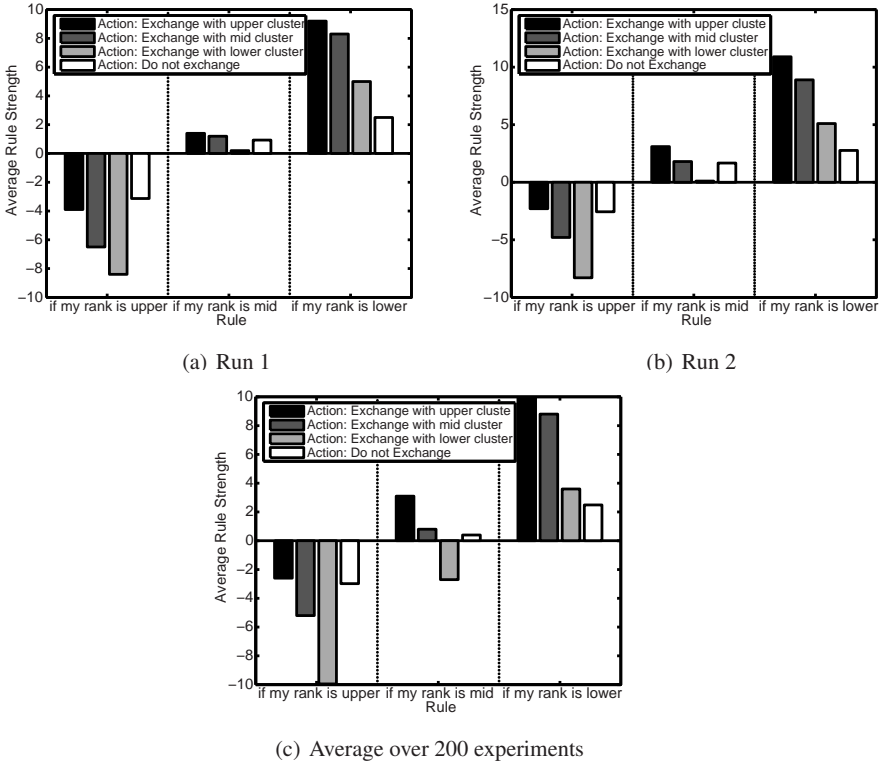 10
8
6
4
2
0
−2
−4
−6
−8
−10
Average Rule Strength
Action: Exchange with upper cluster
Action: Exchange with mid cluster
Action: Exchange with lower cluster
Action: Do not exchange
if my rank is upper if my rank is mid if my rank is lower
Rule
(a) Run 1
15
10
5
0
−5
−10
Average Rule Strength
Action: Exchange with upper cluste
Action: Exchange with mid cluster
Action: Exchange with lower cluster
Action: Do not Exchange
if my rank is upper if my rank is mid if my rank is lower
Rule
(b) Run 2
10
8
6
4
2
0
−2
−4
−6
−8
−10
Average Rule Strength
Action: Exchange with upper cluste
Action: Exchange with mid cluster
Action: Exchange with lower cluster
Action: Do not Exchange
if my rank is upper if my rank is mid if my rank is lower
Rule
(c) Average over 200 experiments